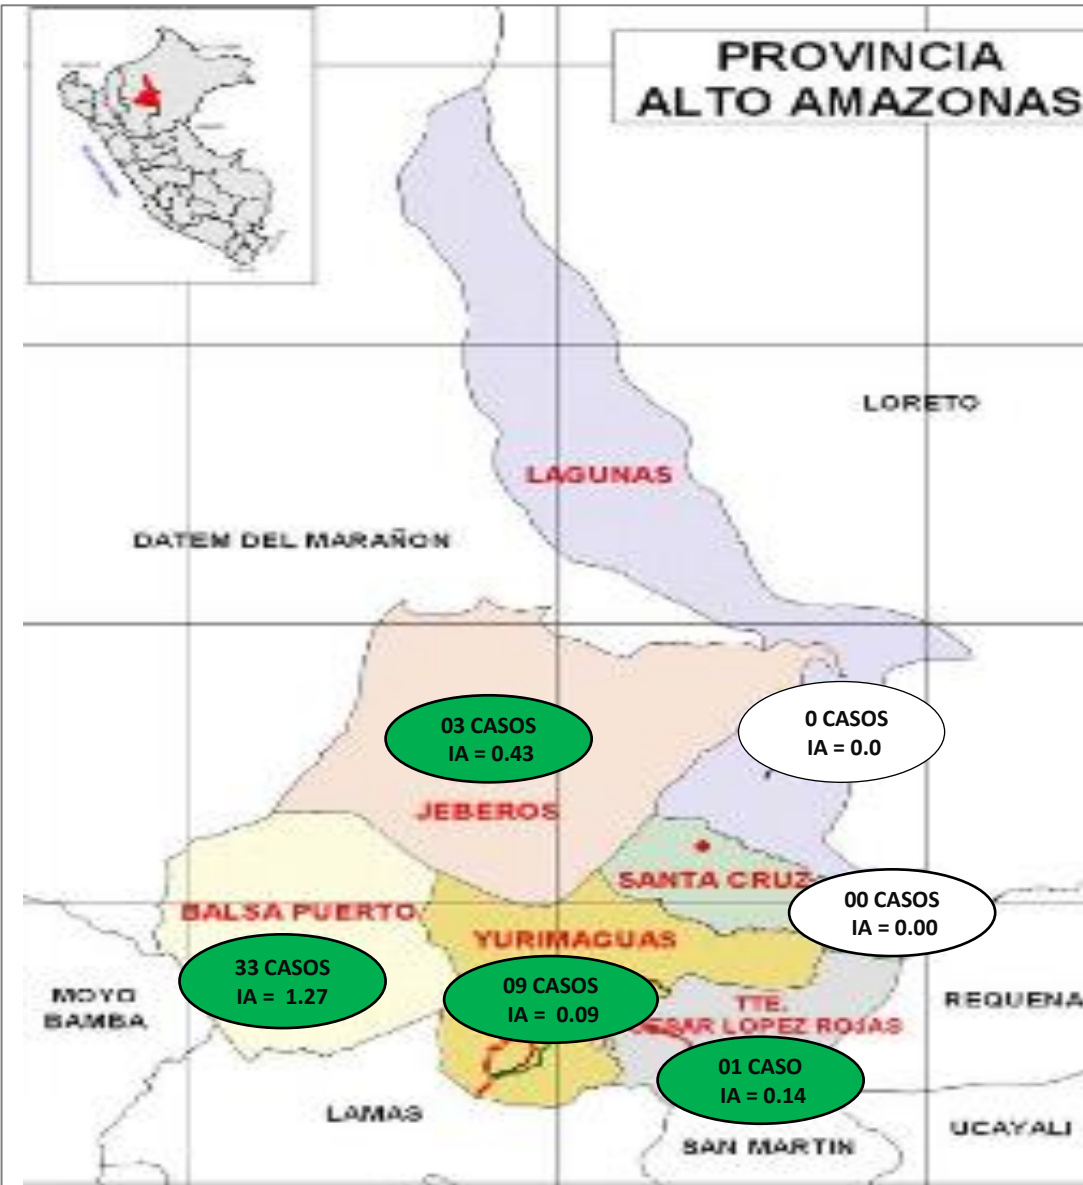 PROVINCIA
ALTO AMAZONAS
LORETO
LAGUNAS
DATEM DEL MARAÑON
03 CASOS
IA = 0.43
0 CASOS
IA = 0.0
JEBEROS
SANTA CRUZ
00 CASOS
IA = 0.00
BALSA PUERTO
YURIMAGUAS
33 CASOS
IA = 1.27
09 CASOS
IA = 0.09
MOYO
BAMBA
TTE.
ESAR LOPEZ ROJAS
REQUENA
01 CASO
IA = 0.14
LAMAS
SAN MARTIN
UCAYALI